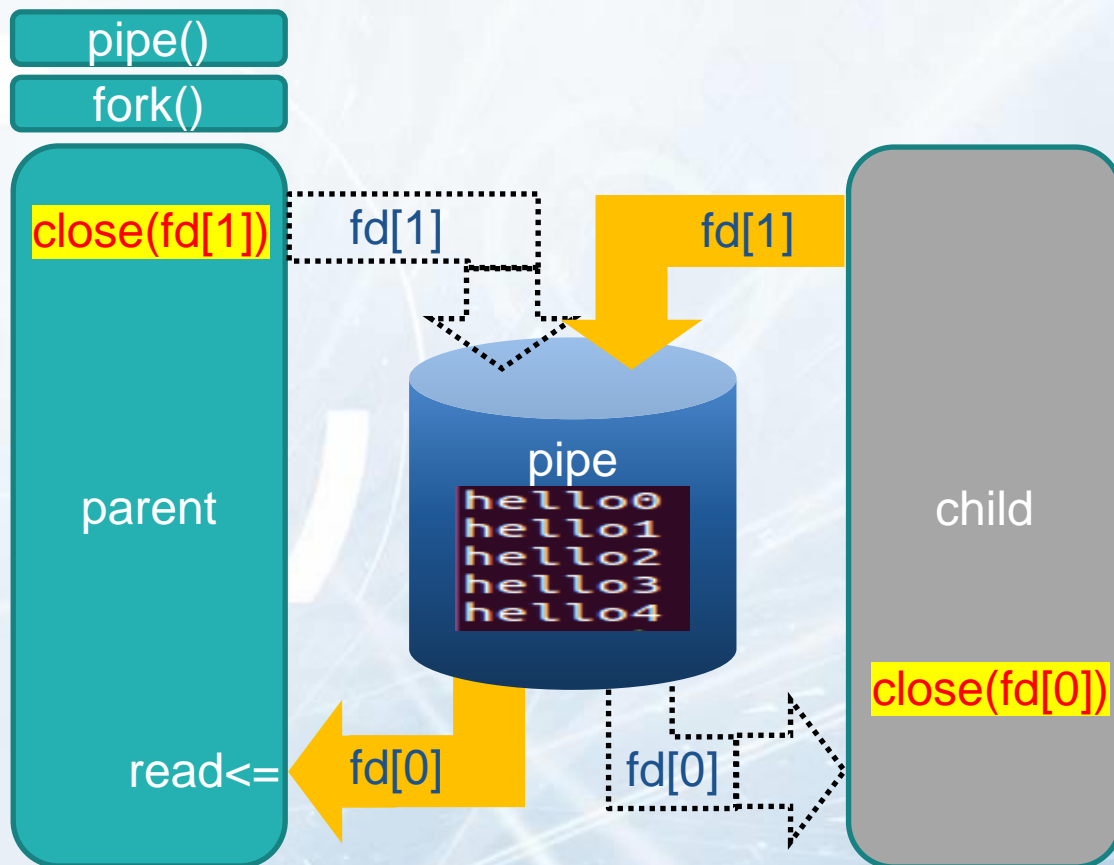 pipe()
fork()
close(fd[1])
fd[1]
fd[1]
pipe
hello0
hello1
hello2
hello3
hello4
parent
child
close(fd[0])
read<=
fd[0]
fd[0]